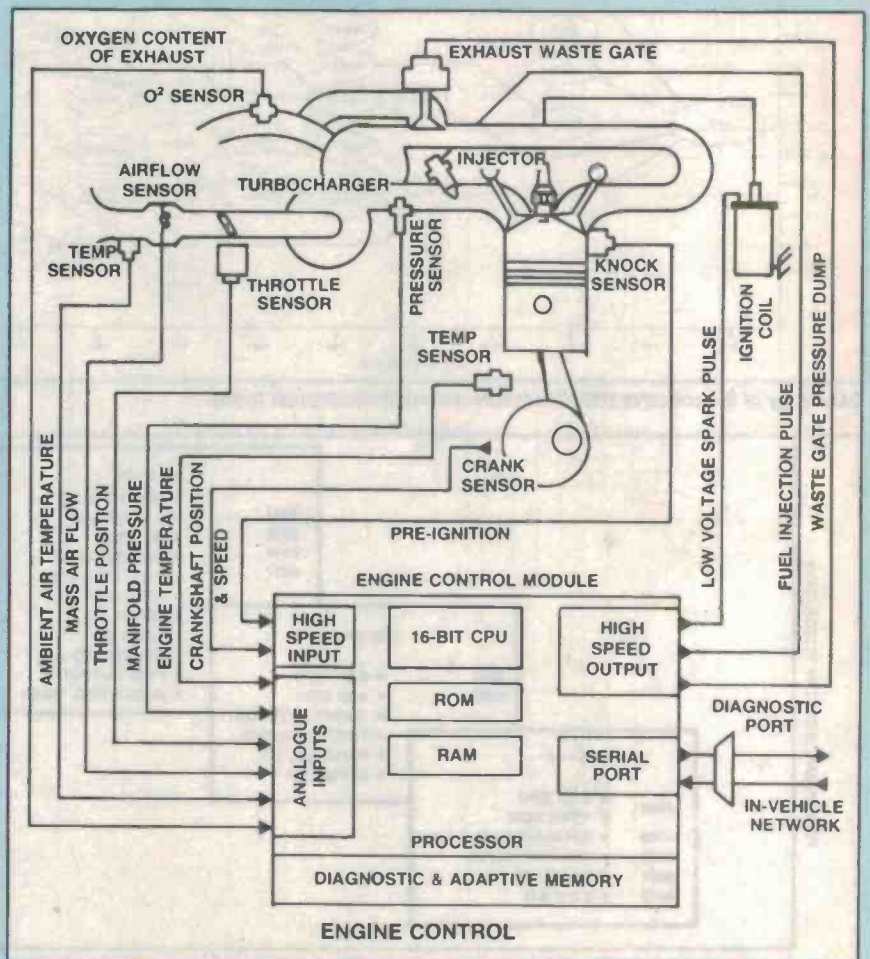 OXYGEN CONTENT
OF EXHAUST
EXHAUST WASTE GATE
O² SENSOR
AIRFLOW
SENSOR
TURBOCHARGER
INJECTOR
TEMP
SENSOR
THROTTLE
SENSOR
PRESSURE
SENSOR
KNOCK
SENSOR
IGNITION
COIL
TEMP
SENSOR
CRANK
SENSOR
AMBIENT AIR TEMPERATURE
MASS AIR FLOW
THROTTLE POSITION
MANIFOLD PRESSURE
ENGINE TEMPERATURE
CRANKSHAFT POSITION
& SPEED
PRE-IGNITION
LOW VOLTAGE SPARK PULSE
FUEL INJECTION PULSE
WASTE GATE PRESSURE DUMP
ENGINE CONTROL MODULE
HIGH
SPEED
INPUT
16-BIT CPU
HIGH
SPEED
OUTPUT
ROM
RAM
ANALOGUE
INPUTS
SERIAL
PORT
DIAGNOSTIC
PORT
IN-VEHICLE
NETWORK
PROCESSOR
DIAGNOSTIC & ADAPTIVE MEMORY
ENGINE CONTROL